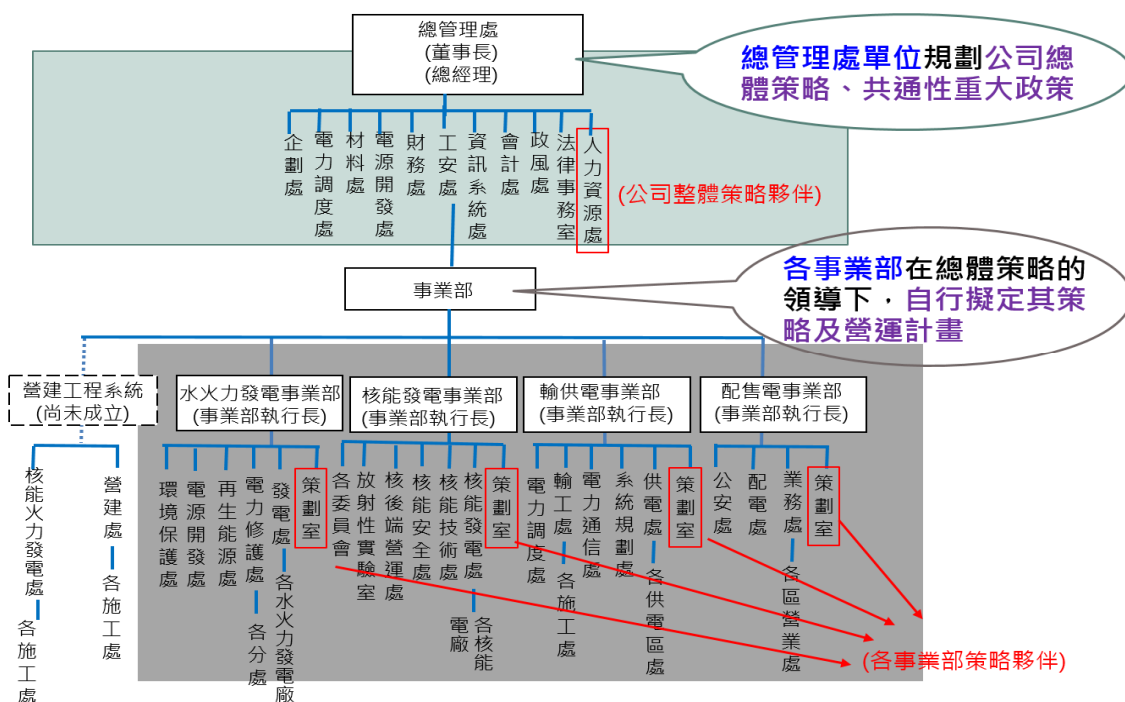 總管理處
(董事長)
(總經理)
總管理處單位規劃公司總
體策略、共通性重大政策
企劃處
電力調度處
材料處
電源開發處
財務處
工安處
資訊系統處
會計處
政風處
法律事務室
人力資源處
(公司整體策略夥伴)
事業部
各事業部在總體策略的
領導下，自行擬定其策
略及營運計畫
營建工程系統
(尚未成立)
水火力發電事業部
(事業部執行長)
核能發電事業部
(事業部執行長)
輸供電事業部
(事業部執行長)
配售電事業部
(事業部執行長)
核能火力發電處
各施工處
營建處
各施工處
環境保護處
電源開發處
再生能源處
電力修護處
各分處
發電處
各水火力發電廠
策劃室
各委員會
放射性實驗室
核後端營運處
核能安全處
核能技術處
核能發電處
各核能
電廠
策劃室
電力調度處
輸工處
各施工處
電力通信處
系統規劃處
供電處
各供電區處
策劃室
公安處
配電處
業務處
各區營業處
策劃室
(各事業部策略夥伴)